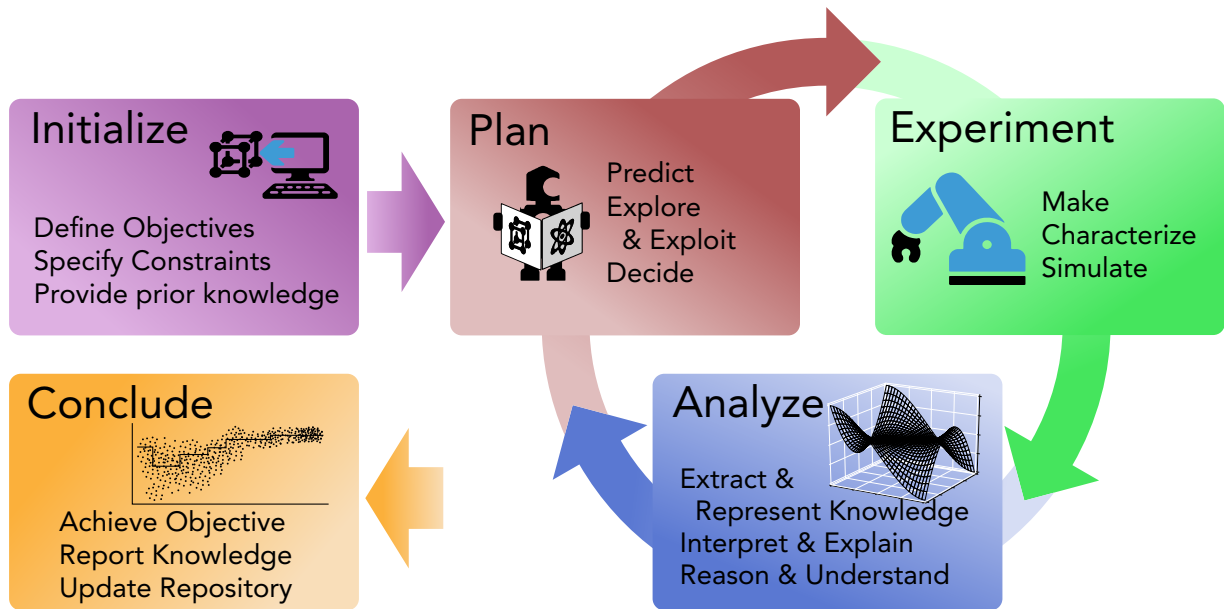 Initialize
Define Objectives
Specify Constraints
Provide prior knowledge
Plan
Predict
Explore
& Exploit
Decide
Experiment
Make
Characterize
Simulate
Analyze
Extract &
Represent Knowledge
Interpret & Explain
Reason & Understand
Conclude
Achieve Objective
Report Knowledge
Update Repository